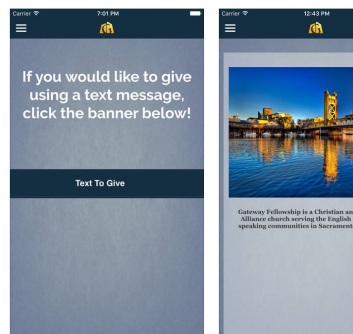 Carrier 7:01 PM
If you would like to give
using a text message,
click the banner below!
Text To Give
Carrier 12:43 PM
Gateway Fellowship is a Christian an
Alliance church serving the English
speaking communities in Sacrament